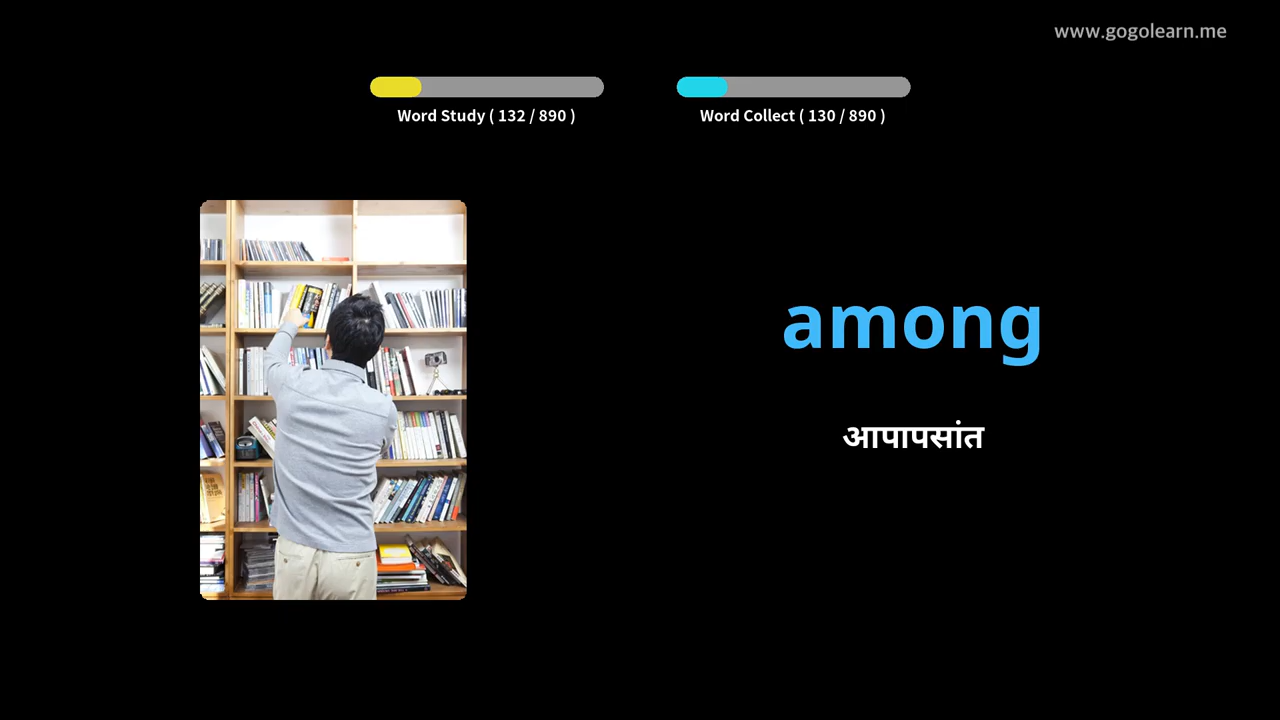 www.gogolearn.me
Word Study ( 132 / 890 )
Word Collect ( 130 / 890 )
among
आपापसांत